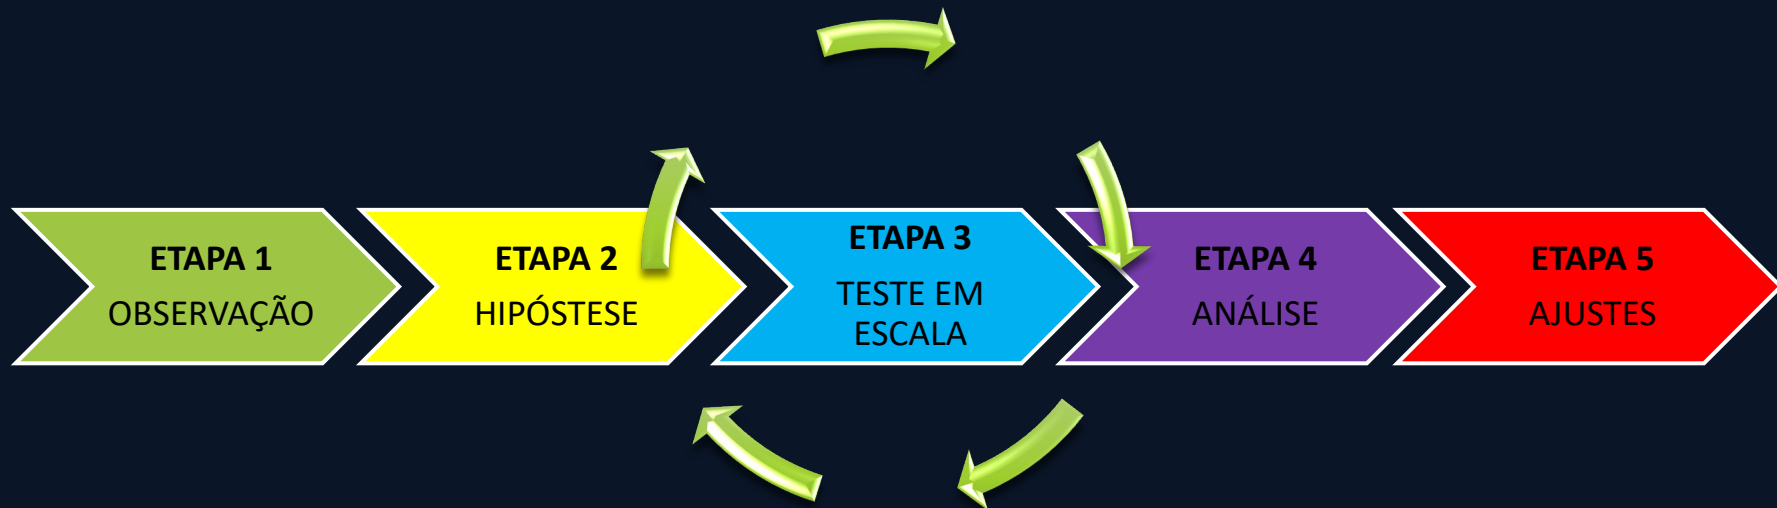 ETAPA 1
OBSERVAÇÃO
ETAPA 2
HIPÓSTESE
ETAPA 3
TESTE EM
ESCALA
ETAPA 4
ANÁLISE
ETAPA 5
AJUSTES